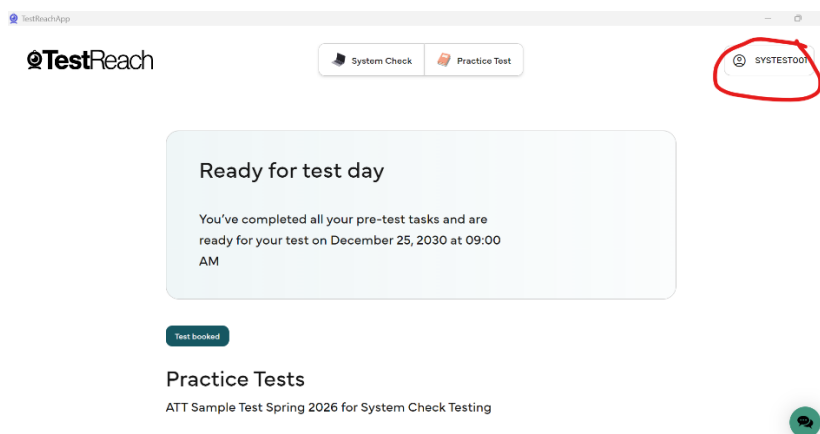 TestReachApp
TestReach
System Check
Practice Test
SYSTEST001
Ready for test day
You've completed all your pre-test tasks and are
ready for your test on December 25, 2030 at 09:00
AM
Test booked
Practice Tests
ATT Sample Test Spring 2026 for System Check Testing